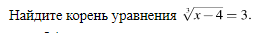 Найдите корень уравнения ∛(x − 4) = 3.